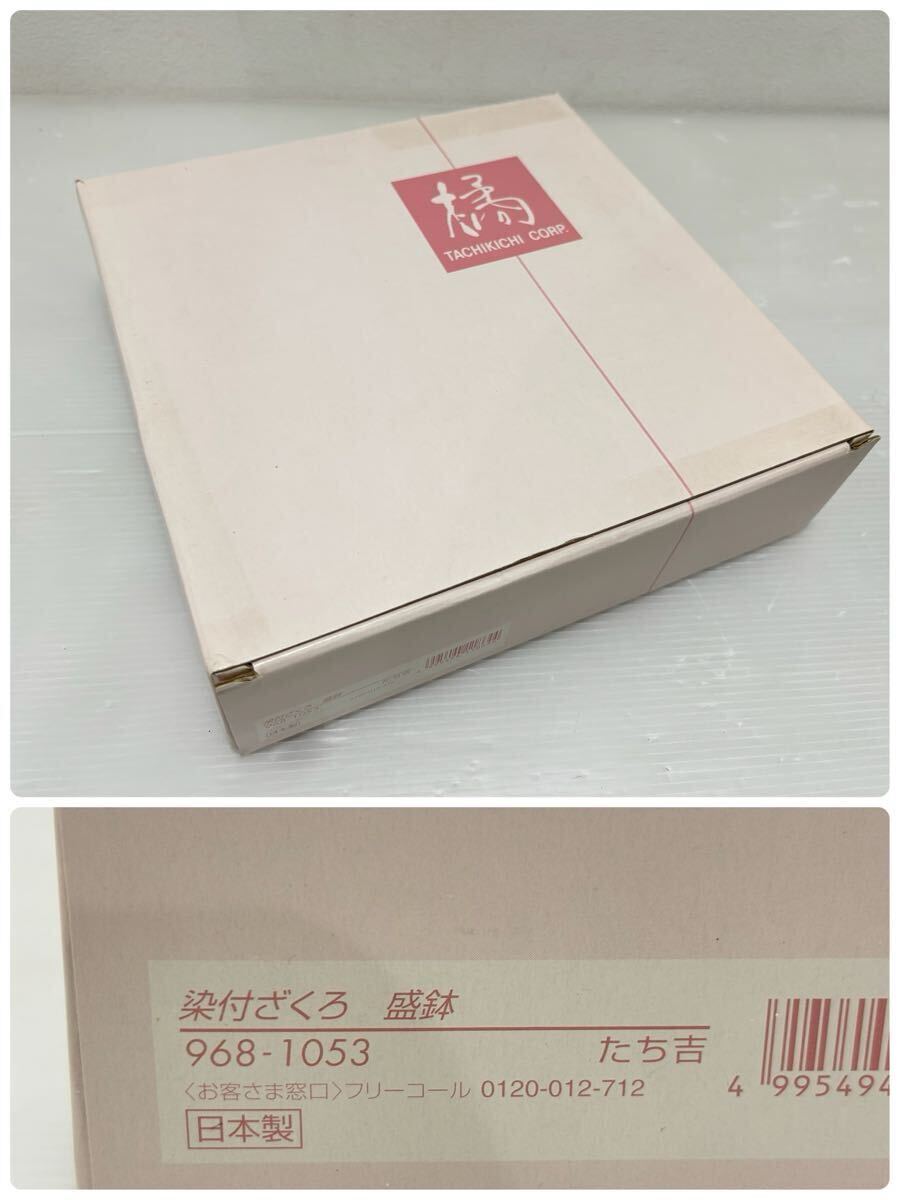 橘
TACHIKICHI CORP.
染付ざくろ 盛鉢
968-1053 たち吉
〈お客さま窓口〉フリーコール 0120-012-712
4 995494
日本製